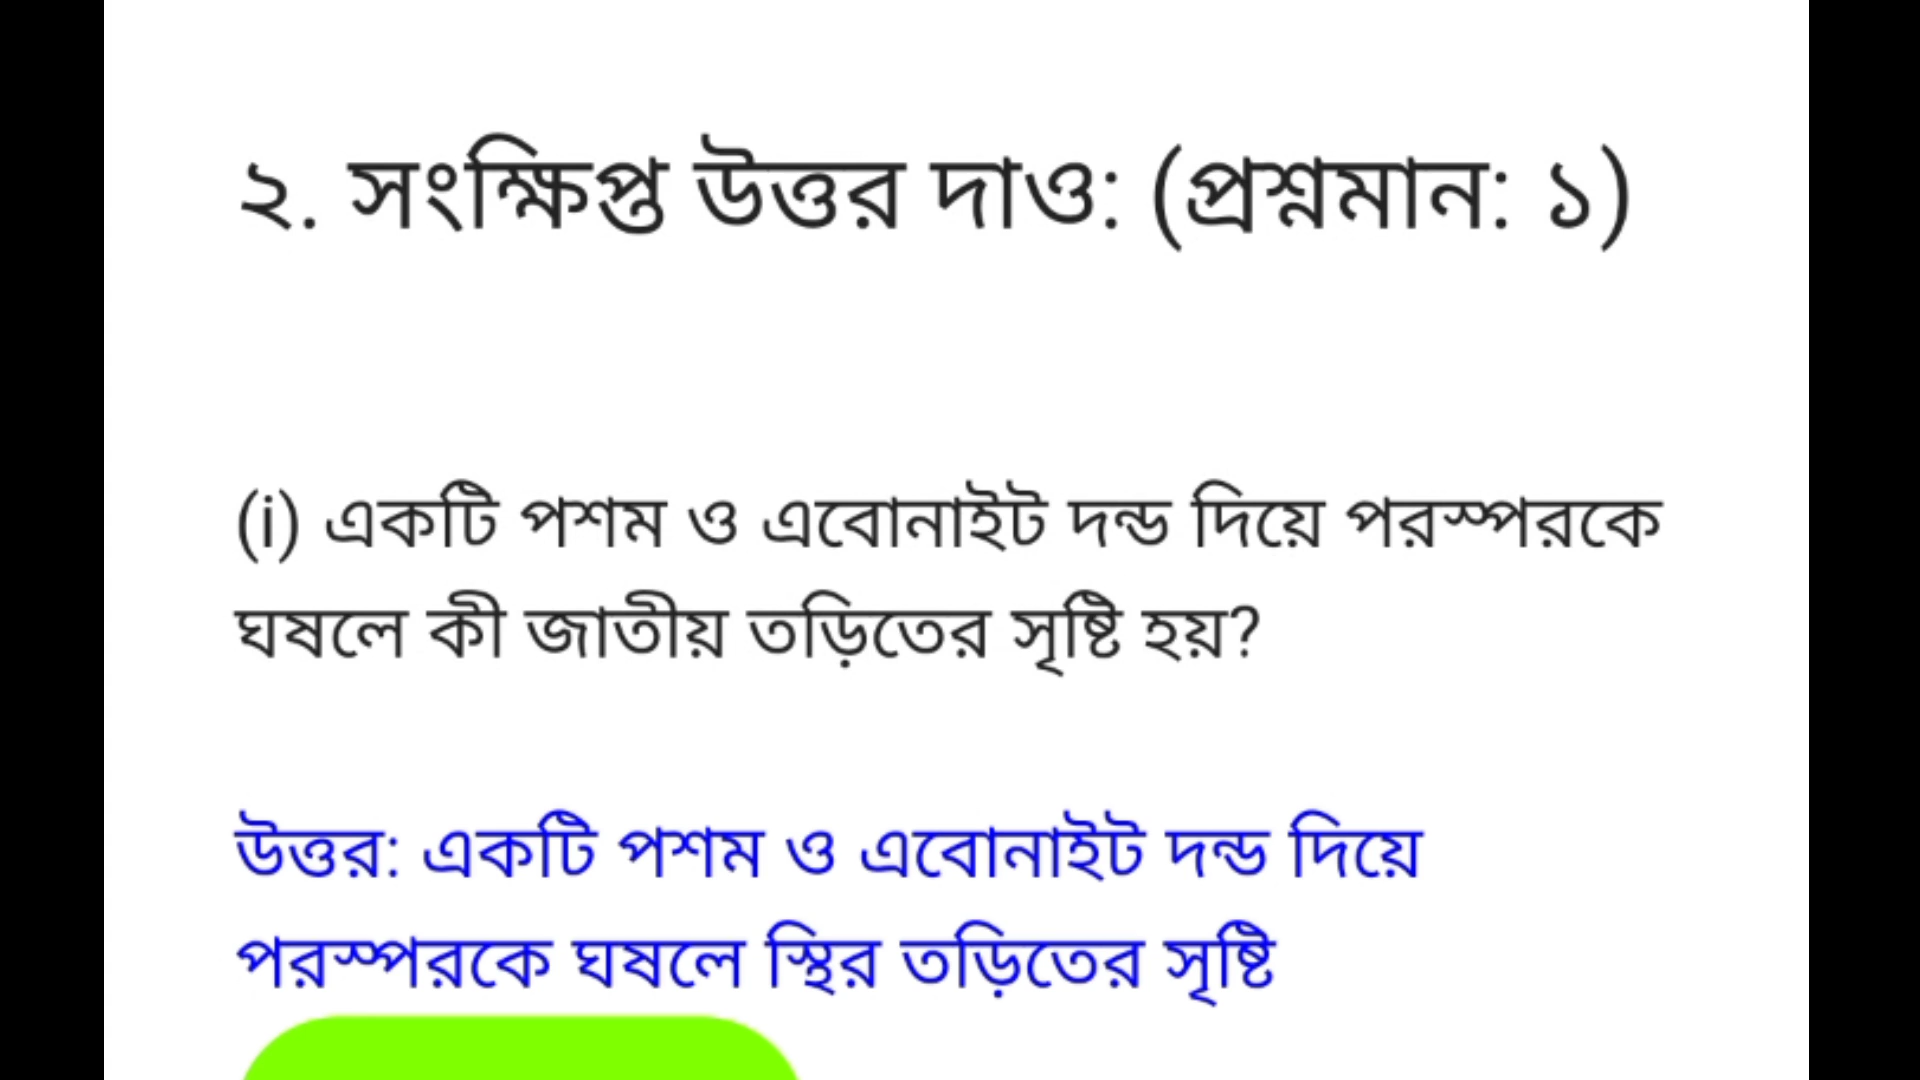 ২. সংক্ষিপ্ত উত্তর দাও: (প্রশ্নমান: ১)
(i) একটি পশম ও এবোনাইট দন্ড দিয়ে পরস্পরকে
ঘষলে কী জাতীয় তড়িতের সৃষ্টি হয়?
উত্তর: একটি পশম ও এবোনাইট দন্ড দিয়ে
পরস্পরকে ঘষলে স্থির তড়িতের সৃষ্টি